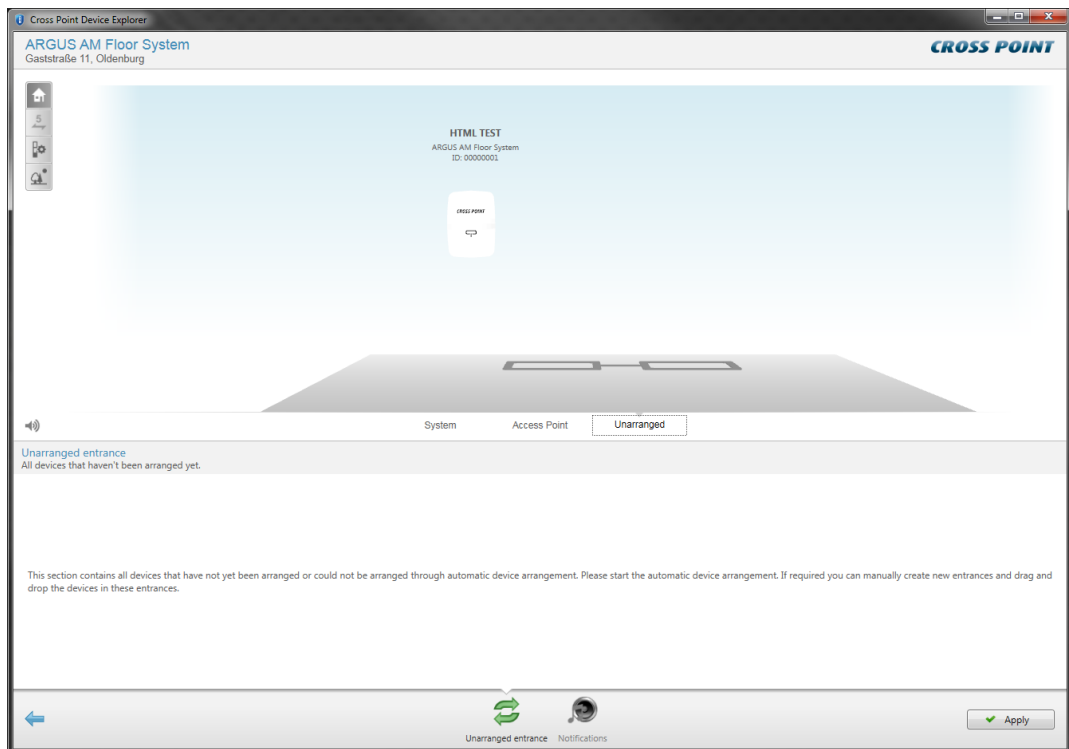 Cross Point Device Explorer
ARGUS AM Floor System
Gaststraße 11, Oldenburg
CROSS POINT
5
HTML TEST
ARGUS AM Floor System
ID: 00000001
CROSS POINT
System Access Point Unarranged
Unarranged entrance
All devices that haven't been arranged yet.
This section contains all devices that have not yet been arranged or could not be arranged through automatic device arrangement. Please start the automatic device arrangement. If required you can manually create new entrances and drag and
drop the devices in these entrances.
Unarranged entrance Notifications
Apply